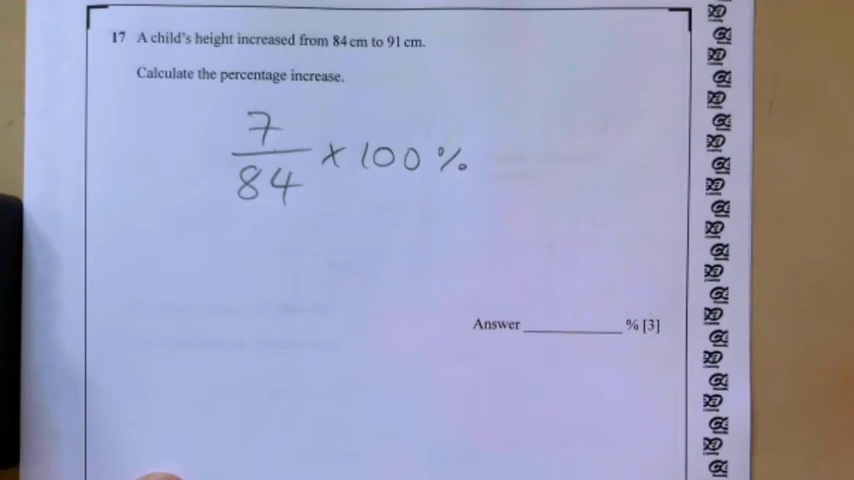 17 A child's height increased from 84 cm to 91 cm.
Calculate the percentage increase.
7
84 × 100 %
Answer ____________ % [3]